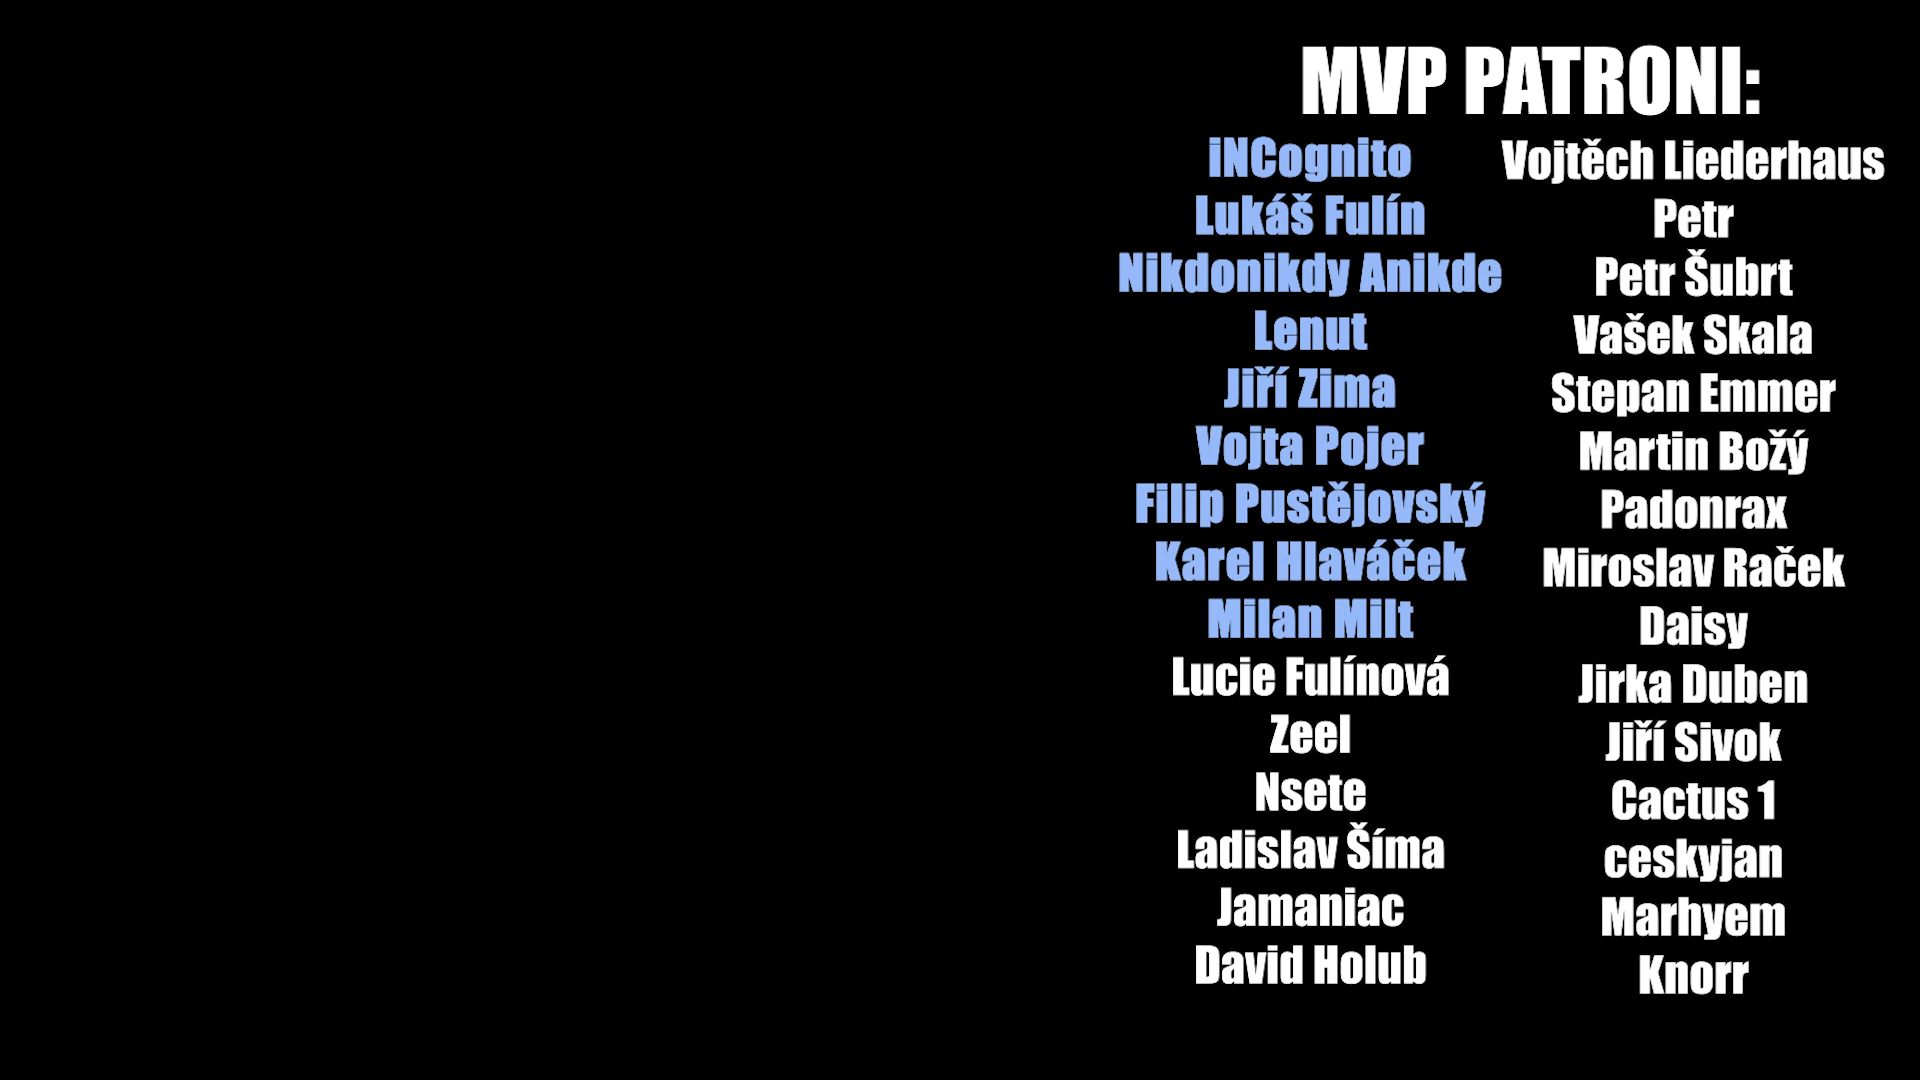 MVP PATRONI:
iNCognito
Lukáš Fulín
Nikdonikdy Anikde
Lenut
Jiří Zima
Vojta Pojer
Filip Pustějovský
Karel Hlaváček
Milan Milt
Lucie Fulínová
Zeel
Nsete
Ladislav Šíma
Jamaniac
David Holub
Vojtěch Liederhaus
Petr
Petr Šubrt
Vašek Skala
Stepan Emmer
Martin Božý
Padonrax
Miroslav Raček
Daisy
Jirka Duben
Jiří Sivok
Cactus 1
ceskyjan
Marhyem
Knorr